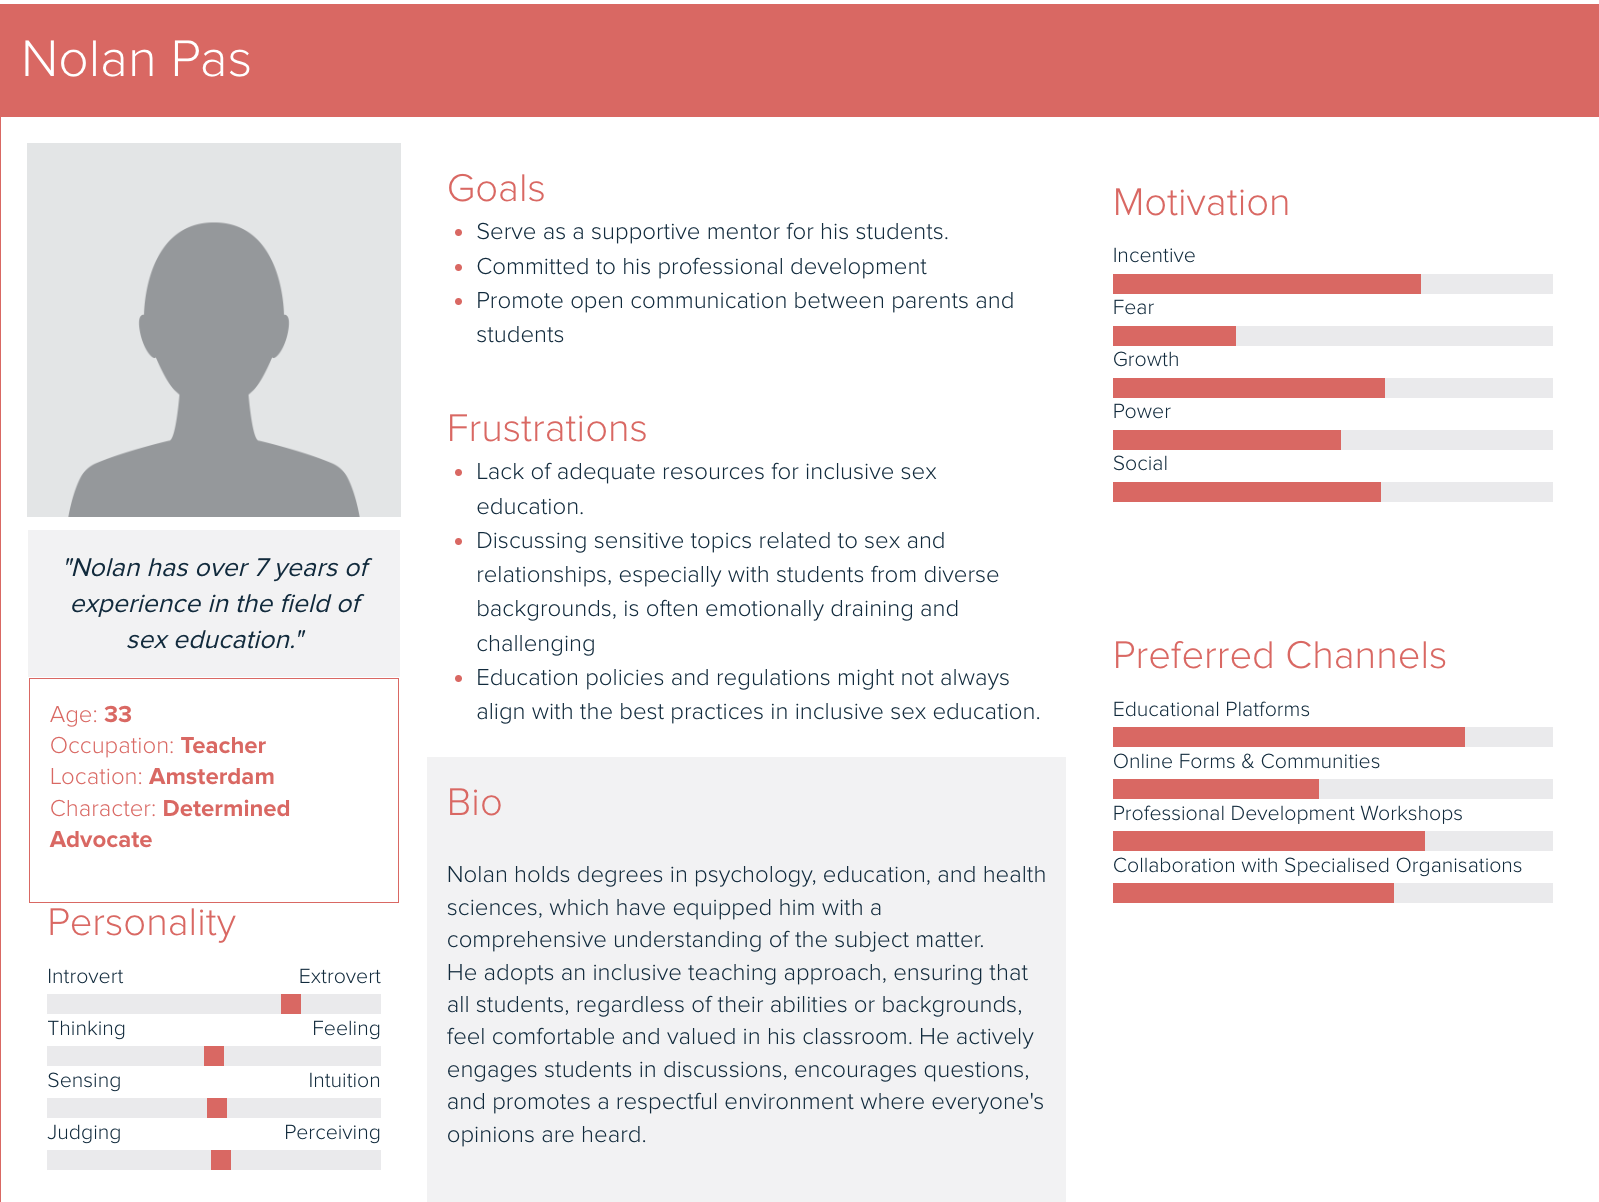 Nolan Pas
"Nolan has over 7 years of
experience in the field of
sex education."
Age: 33
Occupation: Teacher
Location: Amsterdam
Character: Determined
Advocate
Personality
Introvert Extrovert
Thinking Feeling
Sensing Intuition
Judging Perceiving
Goals
• Serve as a supportive mentor for his students.
• Committed to his professional development
• Promote open communication between parents and
students
Frustrations
• Lack of adequate resources for inclusive sex
education.
• Discussing sensitive topics related to sex and
relationships, especially with students from diverse
backgrounds, is often emotionally draining and
challenging
• Education policies and regulations might not always
align with the best practices in inclusive sex education.
Bio
Nolan holds degrees in psychology, education, and health
sciences, which have equipped him with a
comprehensive understanding of the subject matter.
He adopts an inclusive teaching approach, ensuring that
all students, regardless of their abilities or backgrounds,
feel comfortable and valued in his classroom. He actively
engages students in discussions, encourages questions,
and promotes a respectful environment where everyone's
opinions are heard.
Motivation
Incentive
Fear
Growth
Power
Social
Preferred Channels
Educational Platforms
Online Forms & Communities
Professional Development Workshops
Collaboration with Specialised Organisations